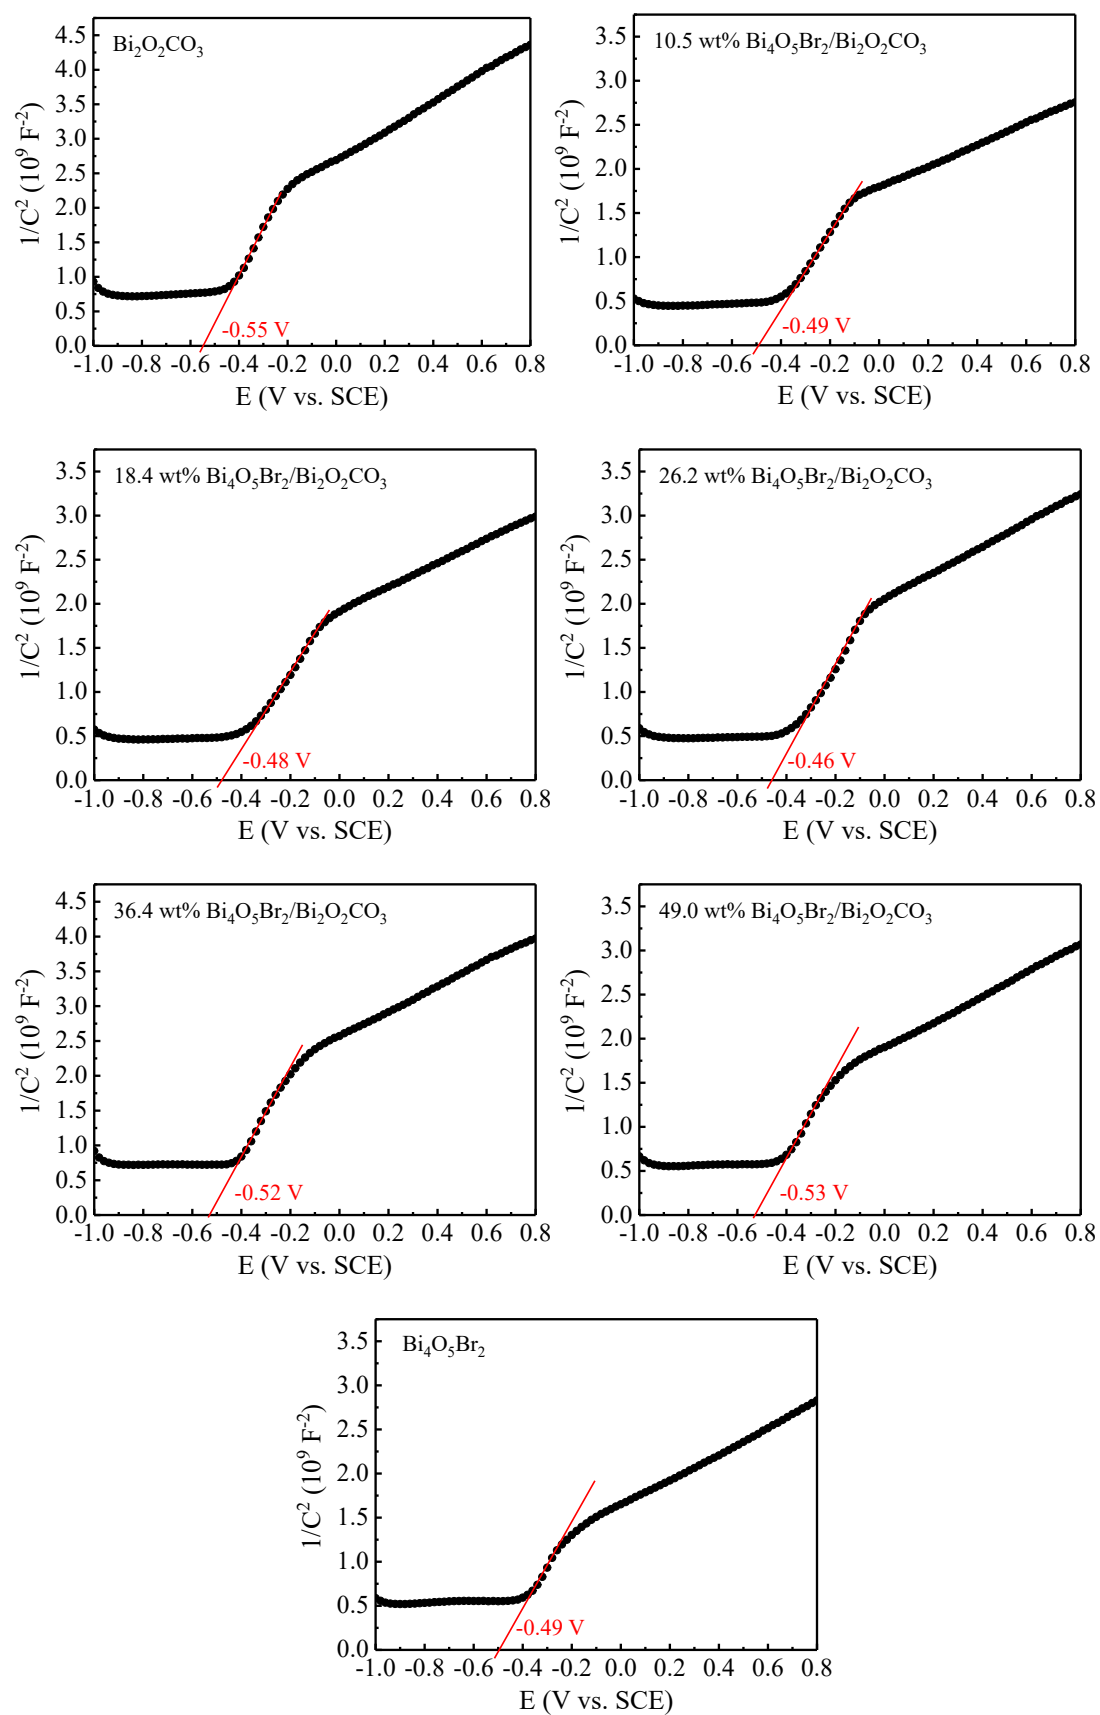 Bi₂O₂CO₃
4.5
4.0
3.5
3.0
2.5
2.0
1.5
1.0
0.5
0.0
1/C² (10⁹ F⁻²)
-0.55 V
-1.0 -0.8 -0.6 -0.4 -0.2 0.0 0.2 0.4 0.6 0.8
E (V vs. SCE)
10.5 wt% Bi₄O₅Br₂/Bi₂O₂CO₃
3.5
3.0
2.5
2.0
1.5
1.0
0.5
0.0
1/C² (10⁹ F⁻²)
-0.49 V
-1.0 -0.8 -0.6 -0.4 -0.2 0.0 0.2 0.4 0.6 0.8
E (V vs. SCE)
18.4 wt% Bi₄O₅Br₂/Bi₂O₂CO₃
3.5
3.0
2.5
2.0
1.5
1.0
0.5
0.0
1/C² (10⁹ F⁻²)
-0.48 V
-1.0 -0.8 -0.6 -0.4 -0.2 0.0 0.2 0.4 0.6 0.8
E (V vs. SCE)
26.2 wt% Bi₄O₅Br₂/Bi₂O₂CO₃
3.5
3.0
2.5
2.0
1.5
1.0
0.5
0.0
1/C² (10⁹ F⁻²)
-0.46 V
-1.0 -0.8 -0.6 -0.4 -0.2 0.0 0.2 0.4 0.6 0.8
E (V vs. SCE)
36.4 wt% Bi₄O₅Br₂/Bi₂O₂CO₃
4.5
4.0
3.5
3.0
2.5
2.0
1.5
1.0
0.5
0.0
1/C² (10⁹ F⁻²)
-0.52 V
-1.0 -0.8 -0.6 -0.4 -0.2 0.0 0.2 0.4 0.6 0.8
E (V vs. SCE)
49.0 wt% Bi₄O₅Br₂/Bi₂O₂CO₃
3.5
3.0
2.5
2.0
1.5
1.0
0.5
0.0
1/C² (10⁹ F⁻²)
-0.53 V
-1.0 -0.8 -0.6 -0.4 -0.2 0.0 0.2 0.4 0.6 0.8
E (V vs. SCE)
Bi₄O₅Br₂
3.5
3.0
2.5
2.0
1.5
1.0
0.5
0.0
1/C² (10⁹ F⁻²)
-0.49 V
-1.0 -0.8 -0.6 -0.4 -0.2 0.0 0.2 0.4 0.6 0.8
E (V vs. SCE)